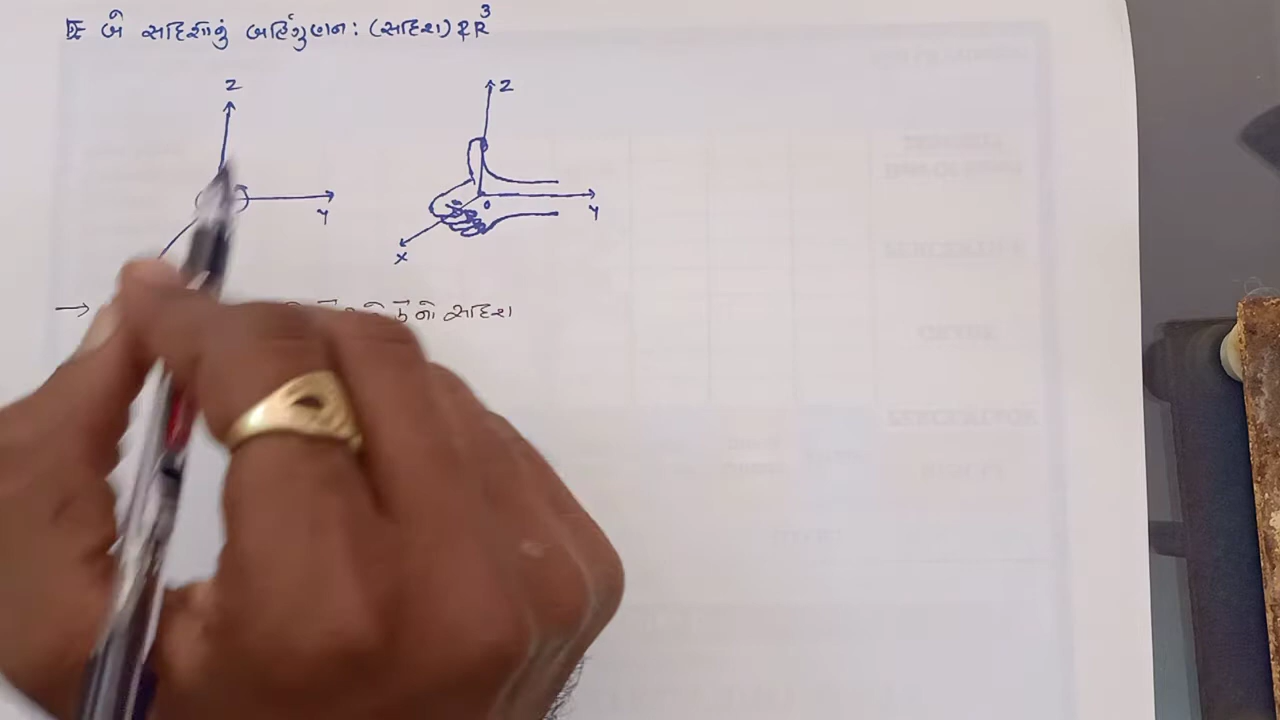 બે સદિશોનું બહિર્ગુણન: (સદિશ) R³
Z Z
Y Y
O
X
→ નો સદિશ